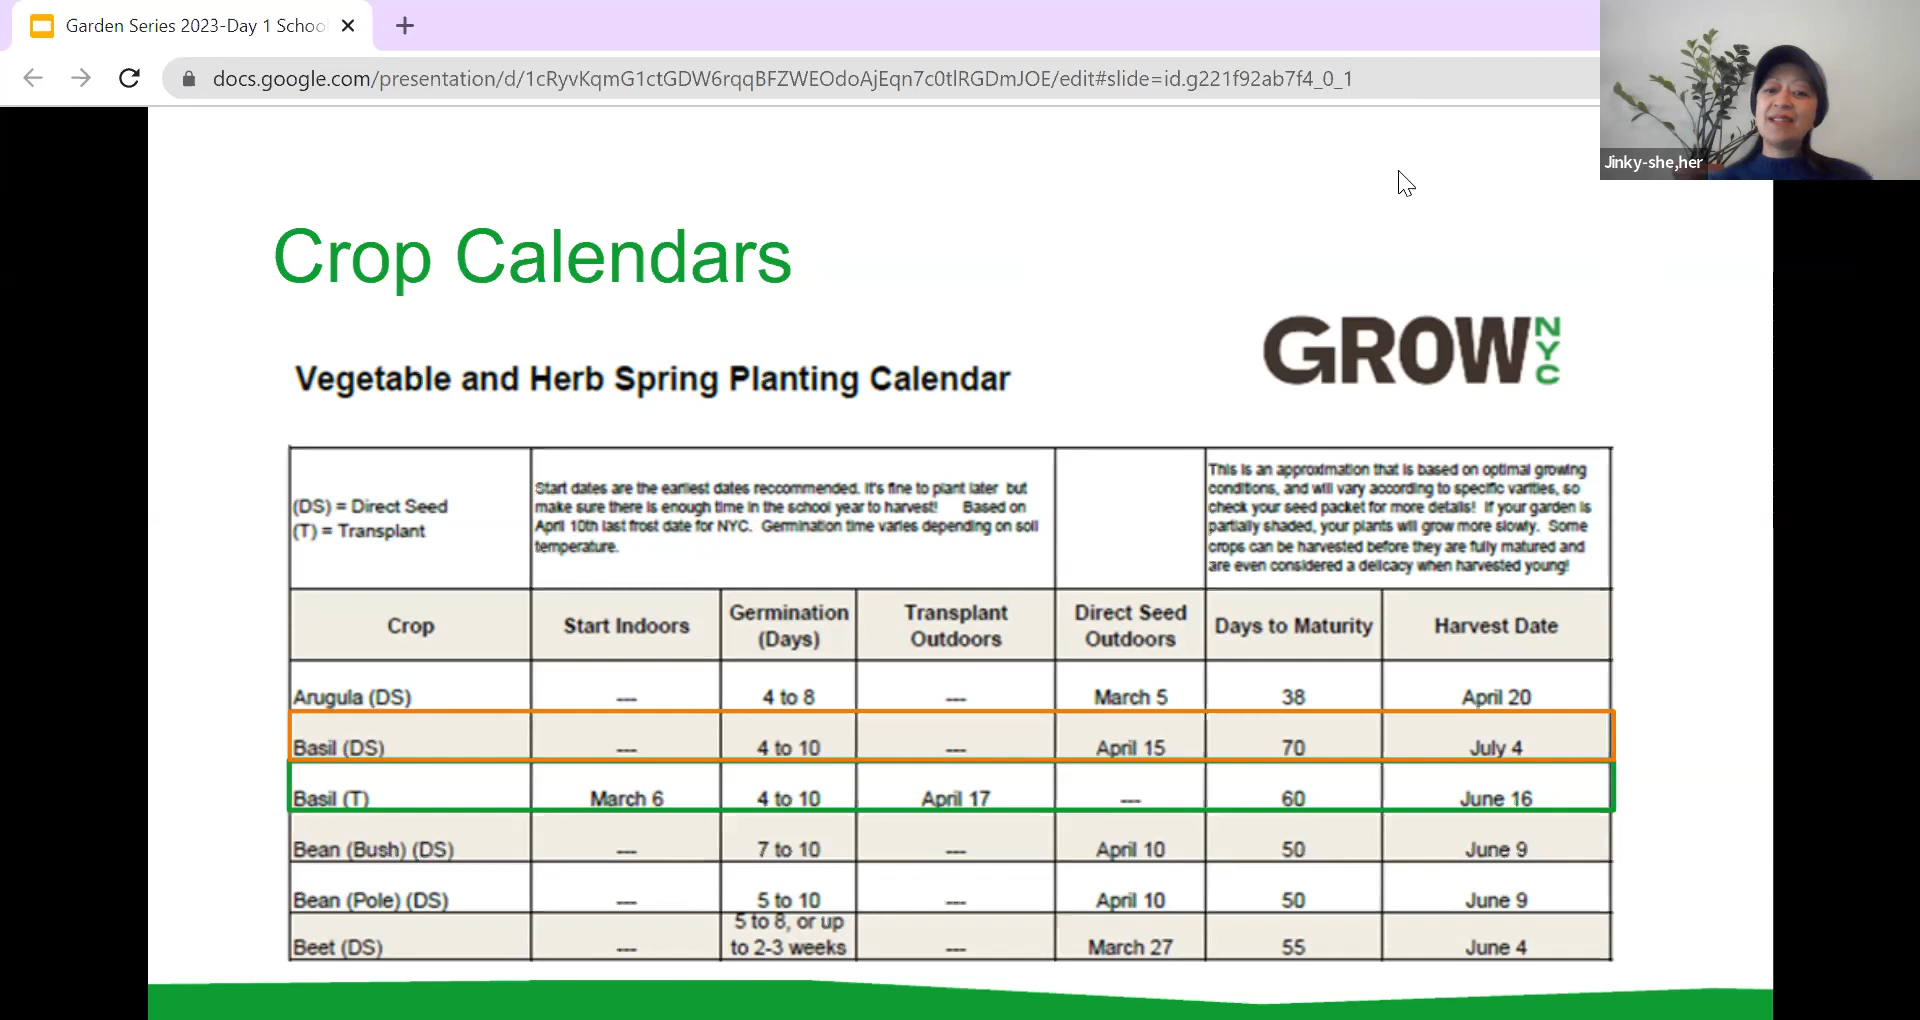 Garden Series 2023-Day 1 Schoo
docs.google.com/presentation/d/1cRyvKqmG1ctGDW6rqqBFZWEOdoAjEqn7c0tlRGDmJOE/edit#slide=id.g221f92ab7f4_0_1
Jinky-she,her
Crop Calendars
GROWNYC
Vegetable and Herb Spring Planting Calendar
(DS) = Direct Seed
(T) = Transplant
Start dates are the earliest dates reccommended. It's fine to plant later but
make sure there is enough time in the school year to harvest! Based on
April 10th last frost date for NYC. Germination time varies depending on soil
temperature.
This is an approximation that is based on optimal growing
conditions, and will vary according to specific varities, so
check your seed packet for more details! If your garden is
partially shaded, your plants will grow more slowly. Some
crops can be harvested before they are fully matured and
are even considered a delicacy when harvested young!
Crop Start Indoors Germination (Days) Transplant Outdoors Direct Seed Outdoors Days to Maturity Harvest Date
Arugula (DS) --- 4 to 8 --- March 5 38 April 20
Basil (DS) --- 4 to 10 --- April 15 70 July 4
Basil (T) March 6 4 to 10 April 17 --- 60 June 16
Bean (Bush) (DS) --- 7 to 10 --- April 10 50 June 9
Bean (Pole) (DS) --- 5 to 10 --- April 10 50 June 9
Beet (DS) --- 5 to 8, or up to 2-3 weeks --- March 27 55 June 4